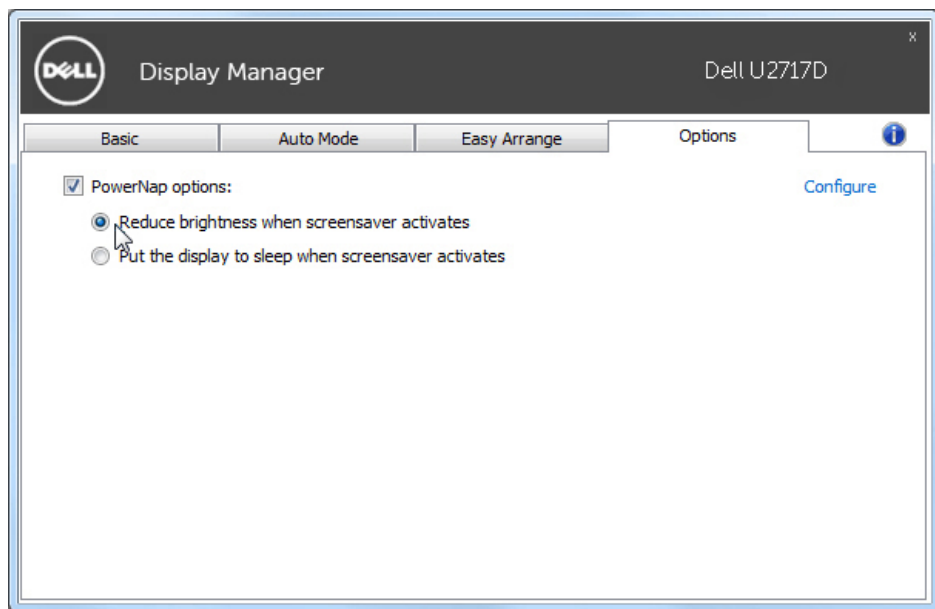 x
DELL
Display Manager
Dell U2717D
Basic
Auto Mode
Easy Arrange
Options
i
PowerNap options:
Configure
Reduce brightness when screensaver activates
Put the display to sleep when screensaver activates